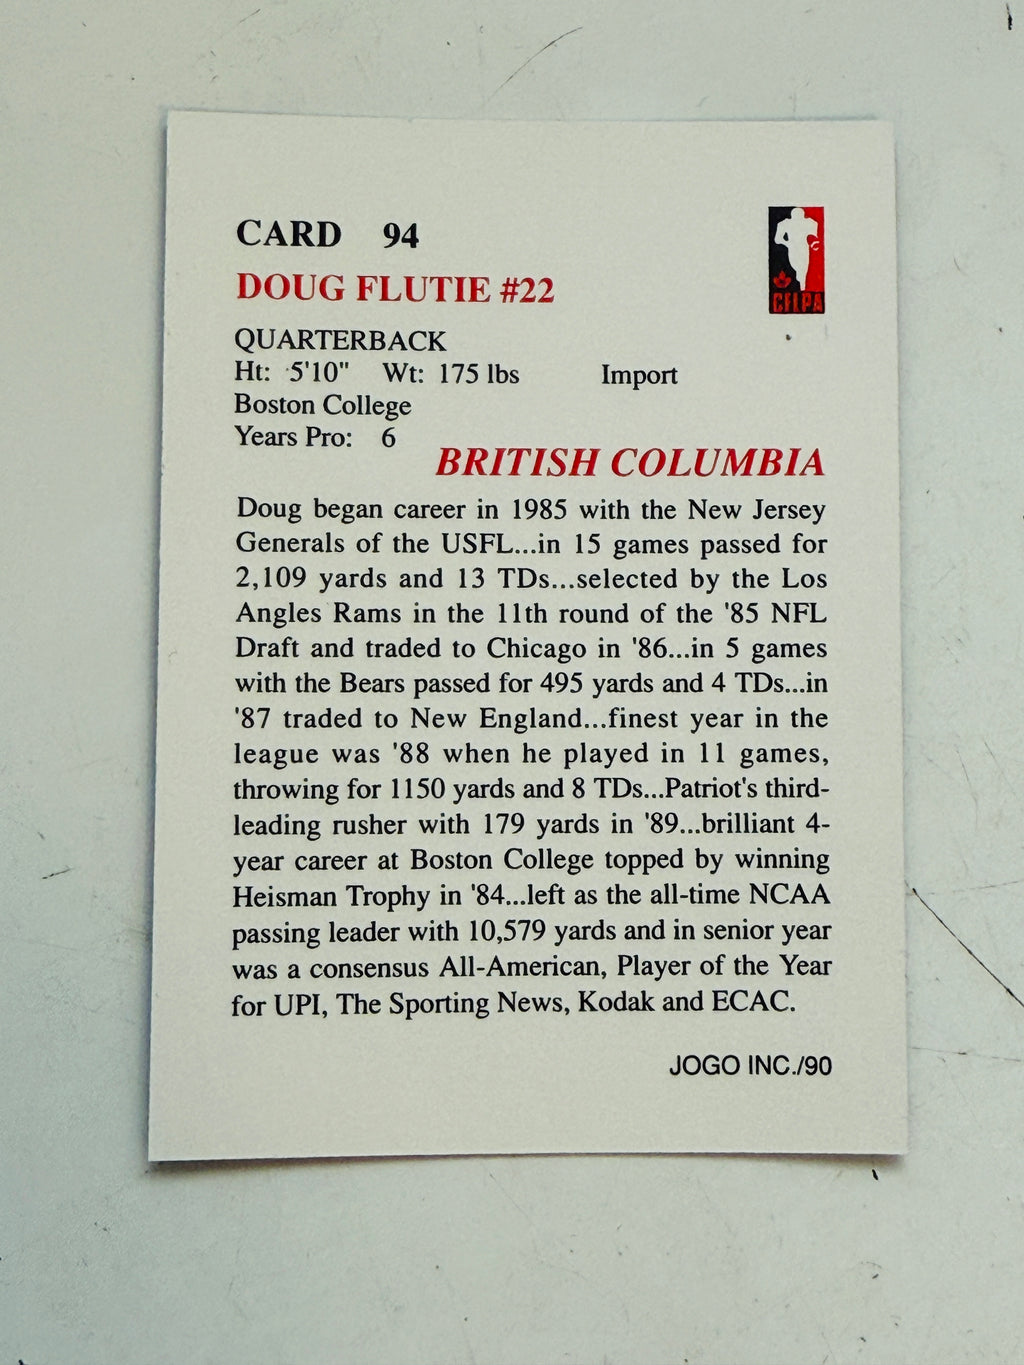 CARD 94
DOUG FLUTIE #22
CFLPA
QUARTERBACK
Ht: 5'10" Wt: 175 lbs Import
Boston College
Years Pro: 6
BRITISH COLUMBIA
Doug began career in 1985 with the New Jersey
Generals of the USFL...in 15 games passed for
2,109 yards and 13 TDs...selected by the Los
Angles Rams in the 11th round of the '85 NFL
Draft and traded to Chicago in '86...in 5 games
with the Bears passed for 495 yards and 4 TDs...in
'87 traded to New England...finest year in the
league was '88 when he played in 11 games,
throwing for 1150 yards and 8 TDs...Patriot's third-
leading rusher with 179 yards in '89...brilliant 4-
year career at Boston College topped by winning
Heisman Trophy in '84...left as the all-time NCAA
passing leader with 10,579 yards and in senior year
was a consensus All-American, Player of the Year
for UPI, The Sporting News, Kodak and ECAC.
JOGO INC./90